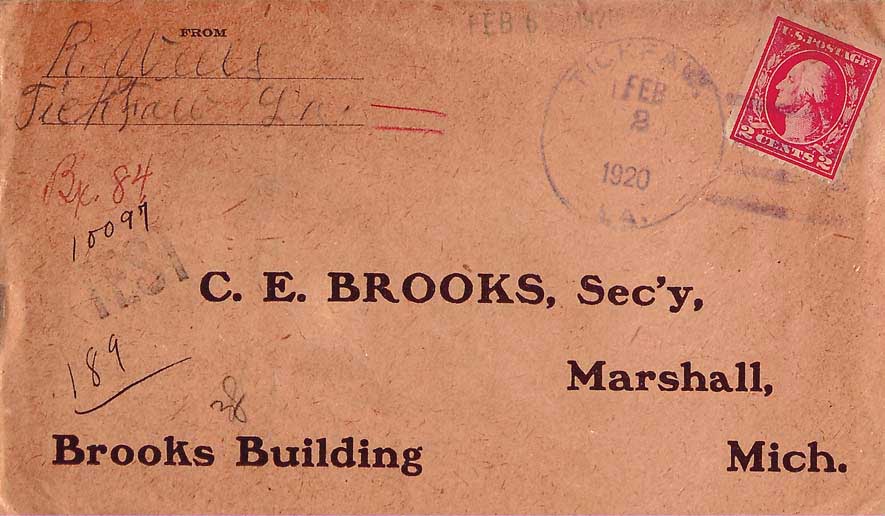 FROM
R. Wells
Tickfaw La.
FEB 6
TICKFAW,
FEB
2
1920
LA.
U.S. POSTAGE
2 CENTS 2
Bx. 84
10097
C. E. BROOKS, Sec'y,
189
28
Marshall,
Brooks Building
Mich.